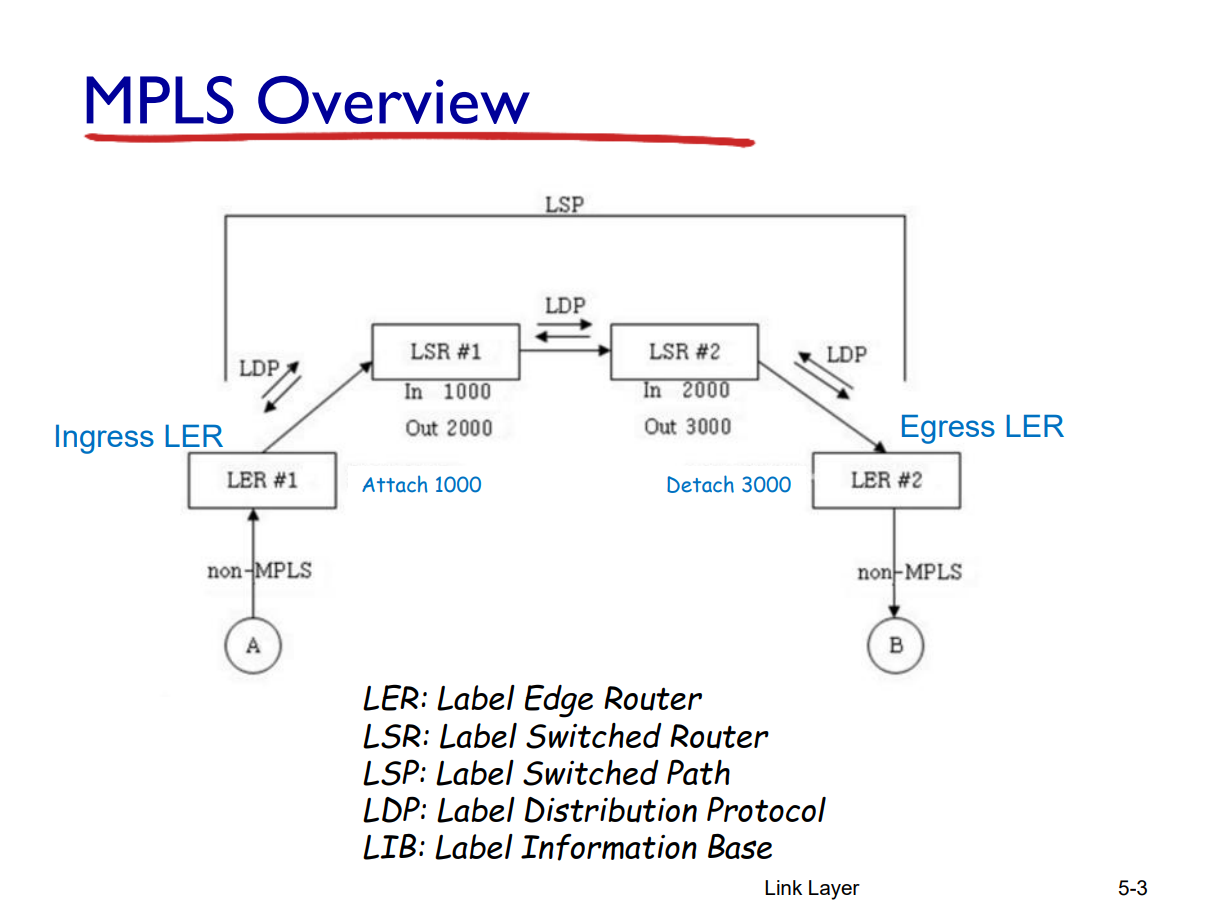 MPLS Overview
LSP
LDP
LSR #1
LSR #2
LDP
LDP
In 1000
In 2000
Out 2000
Out 3000
Ingress LER
Egress LER
LER #1
Attach 1000
Detach 3000
LER #2
non-MPLS
non-MPLS
A
B
LER: Label Edge Router
LSR: Label Switched Router
LSP: Label Switched Path
LDP: Label Distribution Protocol
LIB: Label Information Base
Link Layer
5-3